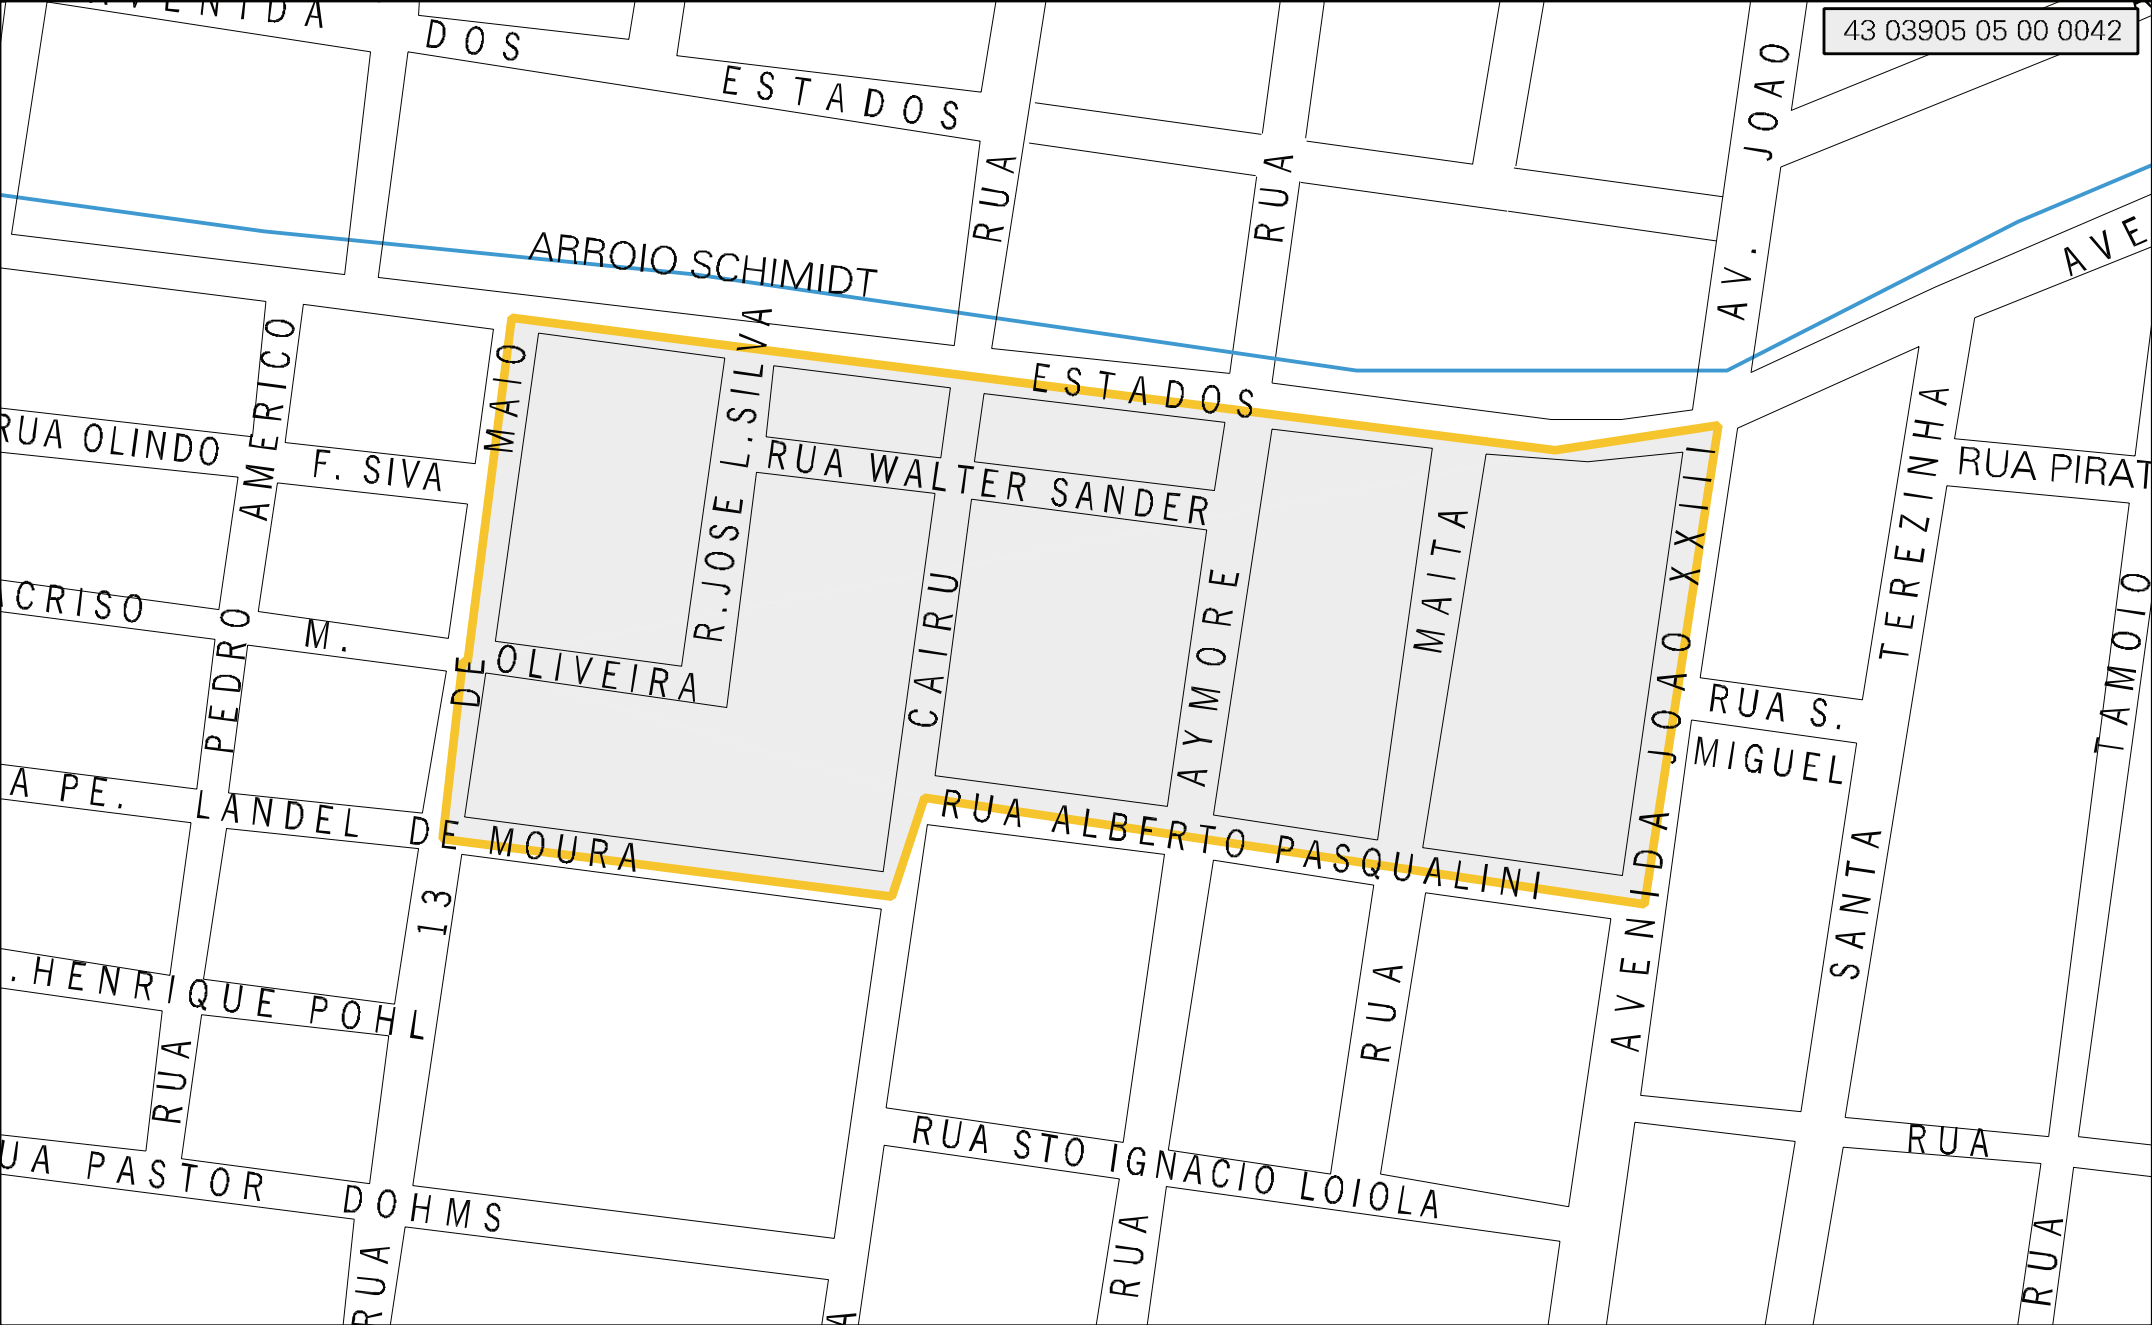 AVENIDA
DOS
ESTADOS
43 03905 05 00 0042
AV. JOAO
RUA
RUA
ARROIO SCHIMIDT
AVE
ESTADOS
RUA OLINDO
F. SIVA
RUA PEDRO AMERICO
RUA 13 DE MAIO
R.JOSE L.SILVA
RUA WALTER SANDER
RUA PIRAT
CRISO
M.
OLIVEIRA
CAIRU
AYMORE
MAITA
AVENIDA JOAO XXIII
SANTA TEREZINHA
TAMOIO
RUA S.
MIGUEL
A PE. LANDEL DE MOURA
RUA ALBERTO PASQUALINI
.HENRIQUE POHL
RUA
UA PASTOR DOHMS
RUA STO IGNACIO LOIOLA
RUA
RUA
RUA
A